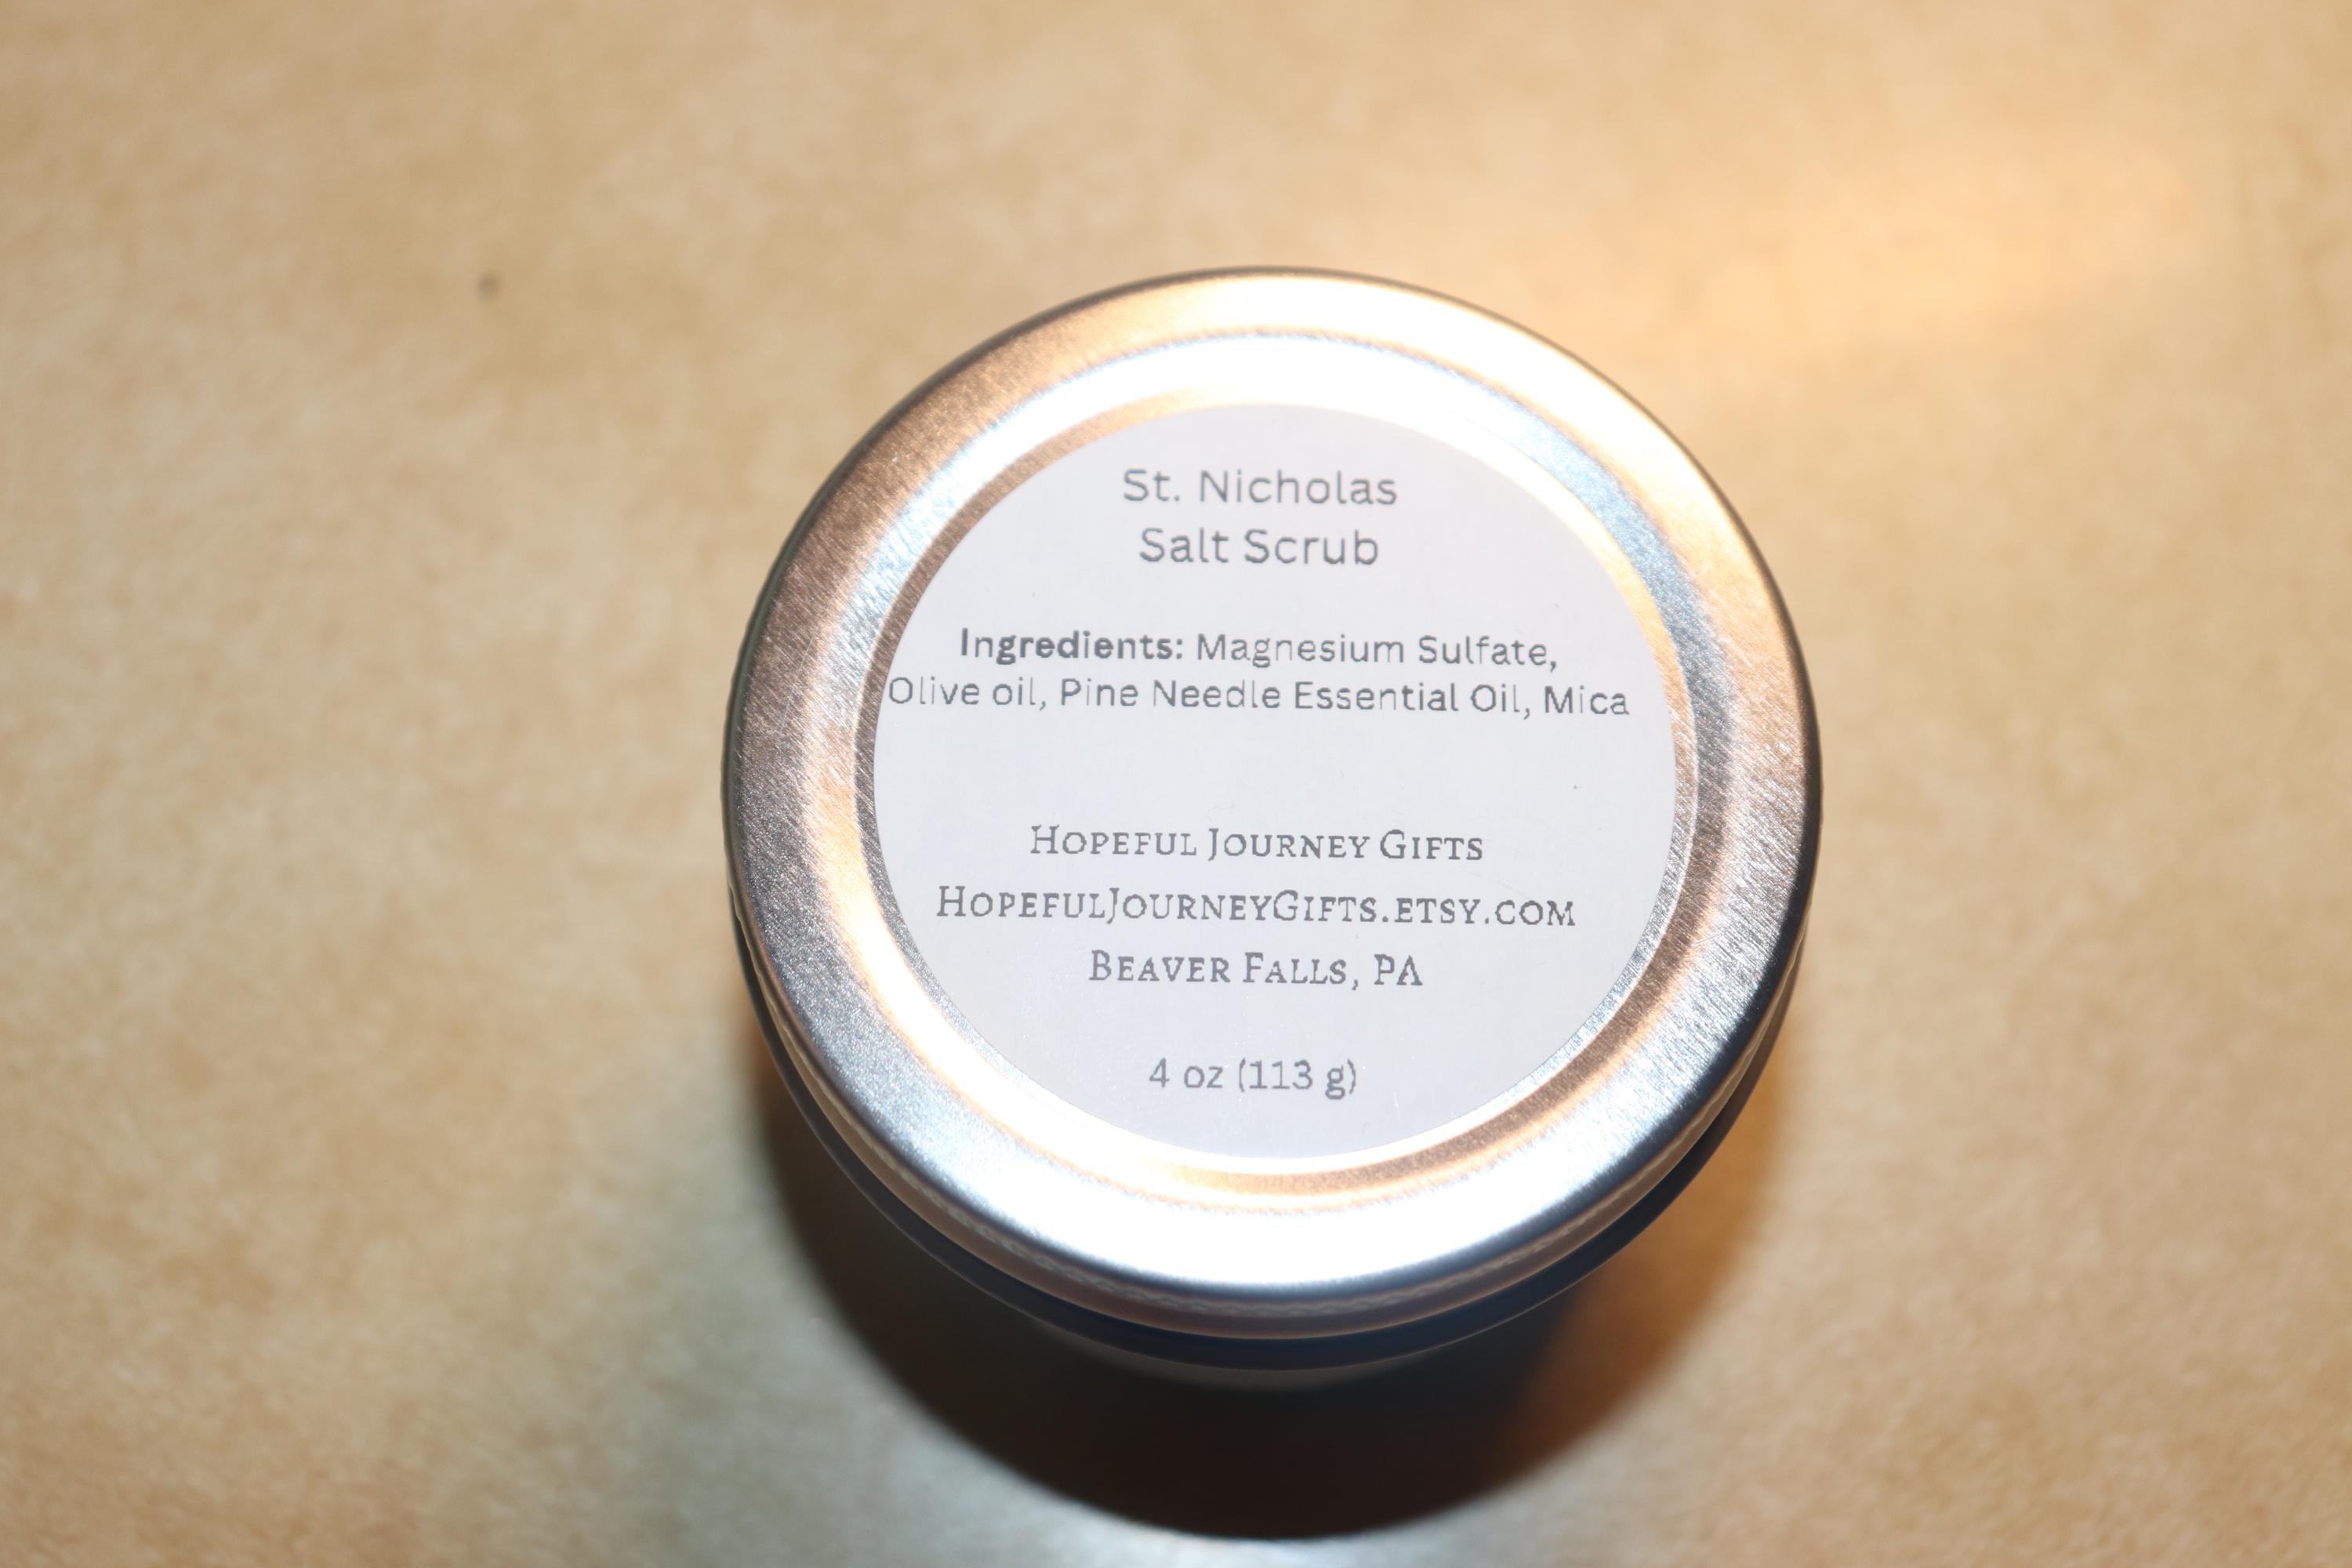 St. Nicholas
Salt Scrub
Ingredients: Magnesium Sulfate,
Olive oil, Pine Needle Essential Oil, Mica
Hopeful Journey Gifts
HopefulJourneyGifts.etsy.com
Beaver Falls, PA
4 oz (113 g)